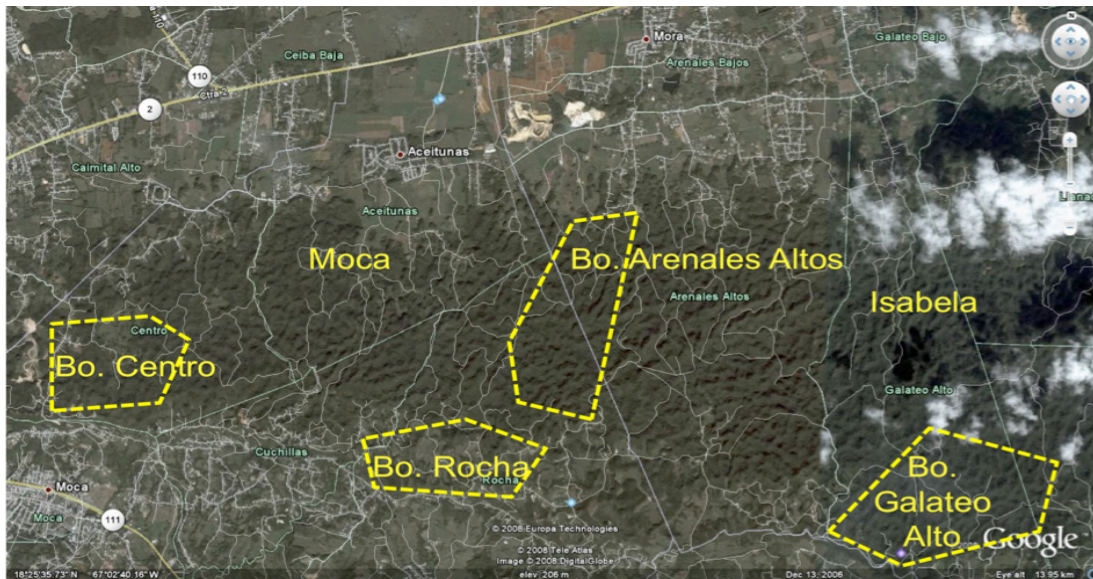 Ceiba Baja
Mora
Galateo Bajo
N
110
Arenales Bajos
2
Aceitunas
Caimital Alto
Aceitunas
Moca
Bo. Arenales Altos
Arenales Altos
Isabela
Centro
Bo. Centro
Galateo Alto
Cuchillas
Bo. Rocha
Rocha
Bo.
Galateo
Alto
Moca
Moca
111
© 2008 Europa Technologies
© 2008 Tele Atlas
Image © 2008 DigitalGlobe
Google
18°25'35.73" N 67°02'40.16" W
elev 206 m
Dec 13, 2006
Eye alt 13.95 km